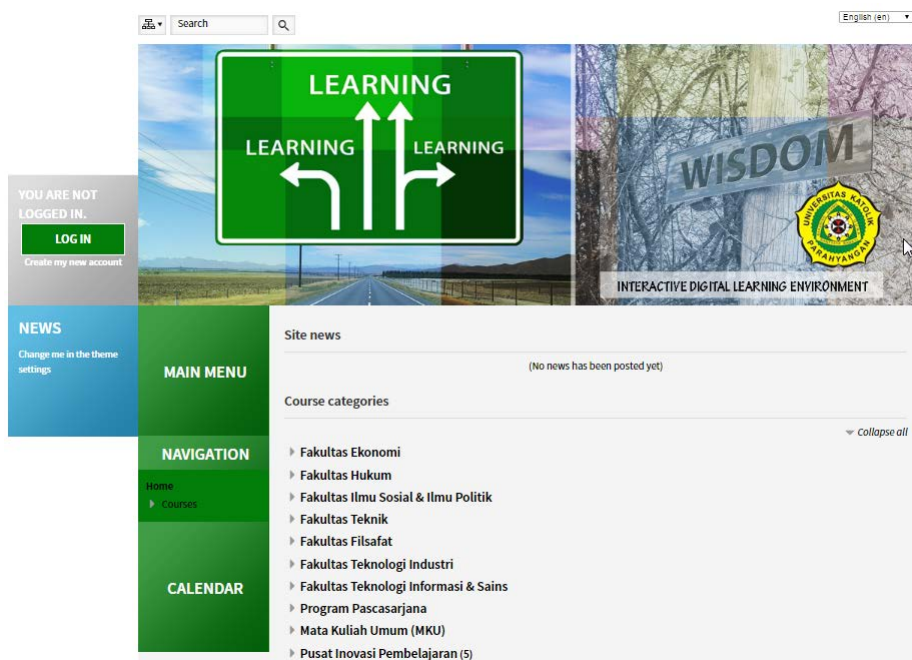 Search
English (en)
LEARNING
LEARNING
LEARNING
WISDOM
UNIVERSITAS KATOLIK
PARAHYANGAN
INTERACTIVE DIGITAL LEARNING ENVIRONMENT
YOU ARE NOT
LOGGED IN.
LOG IN
Create my new account
NEWS
Change me in the theme
settings
MAIN MENU
NAVIGATION
Home
Courses
CALENDAR
Site news
(No news has been posted yet)
Course categories
Collapse all
Fakultas Ekonomi
Fakultas Hukum
Fakultas Ilmu Sosial & Ilmu Politik
Fakultas Teknik
Fakultas Filsafat
Fakultas Teknologi Industri
Fakultas Teknologi Informasi & Sains
Program Pascasarjana
Mata Kuliah Umum (MKU)
Pusat Inovasi Pembelajaran (5)